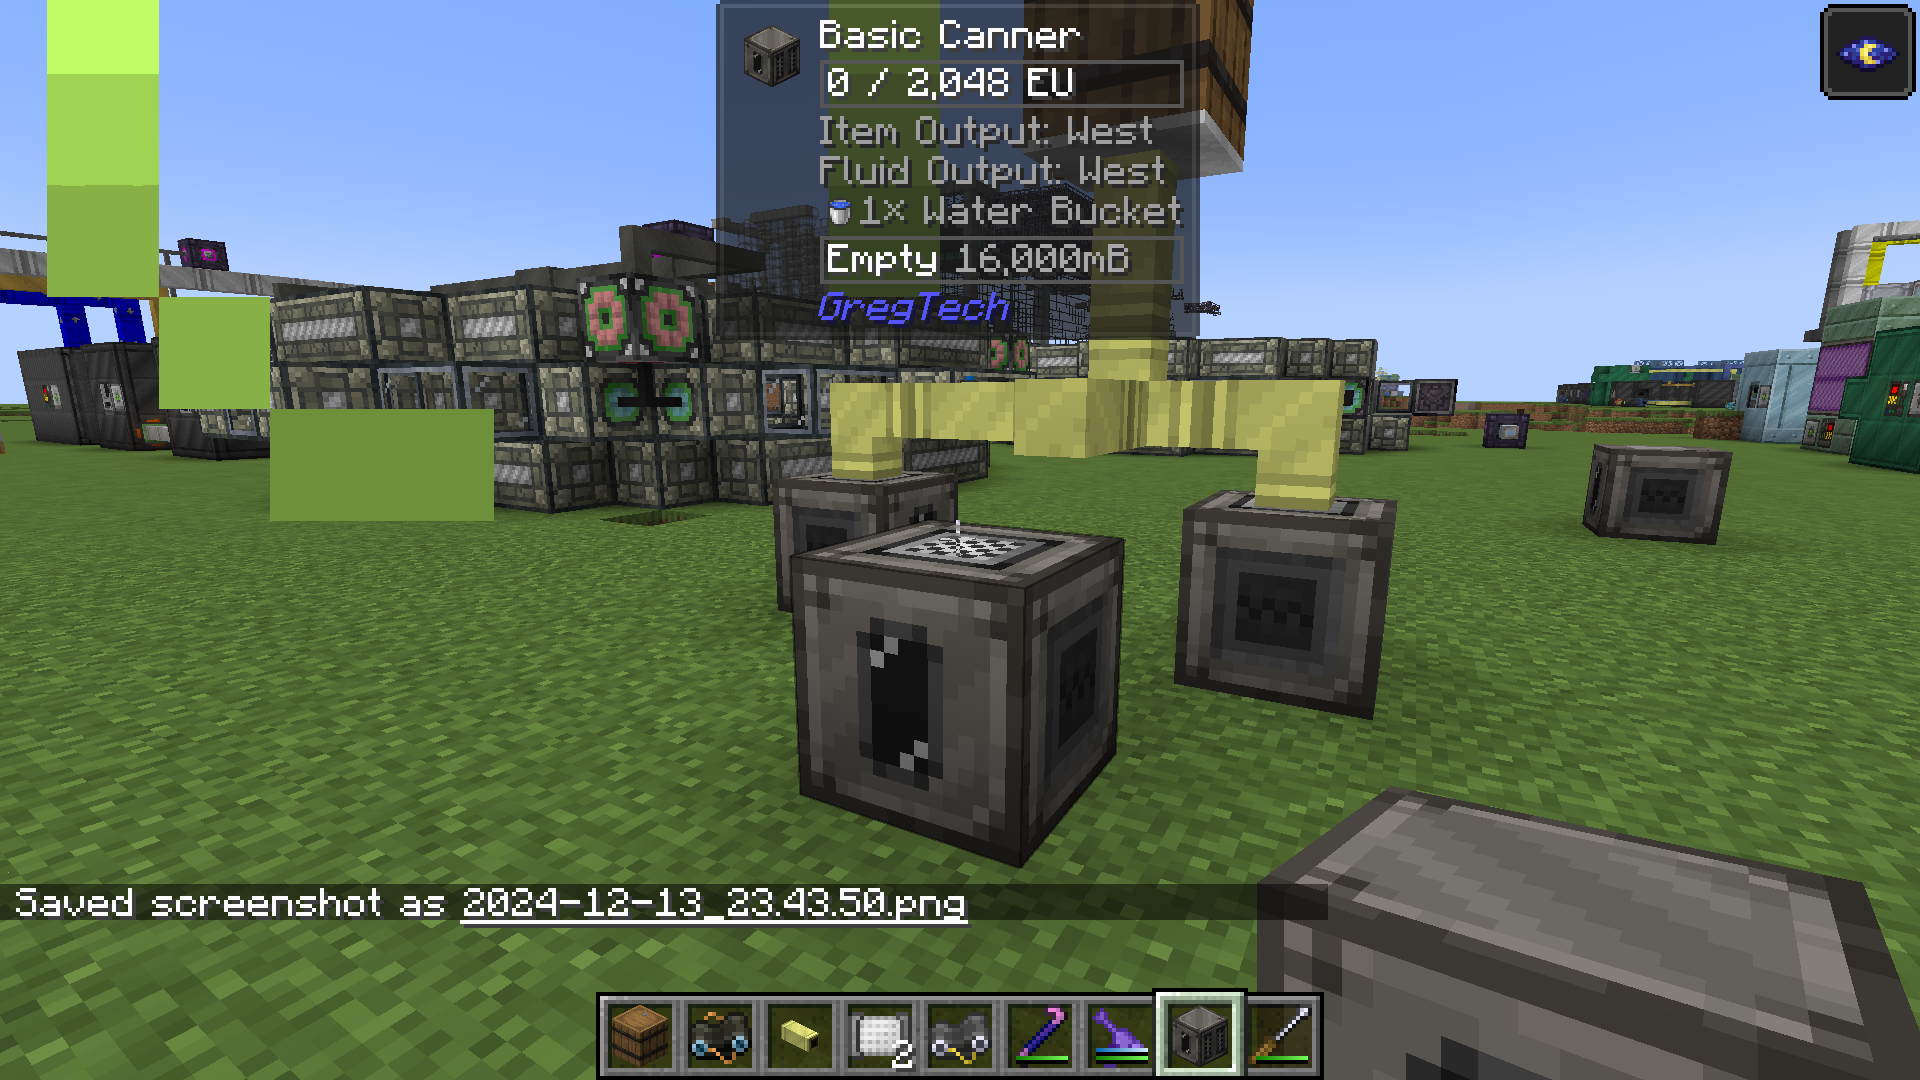 Basic Canner
0 / 2,048 EU
Item Output: West
Fluid Output: West
1× Water Bucket
Empty 16,000mB
GregTech
Saved screenshot as 2024-12-13_23.43.50.png
2